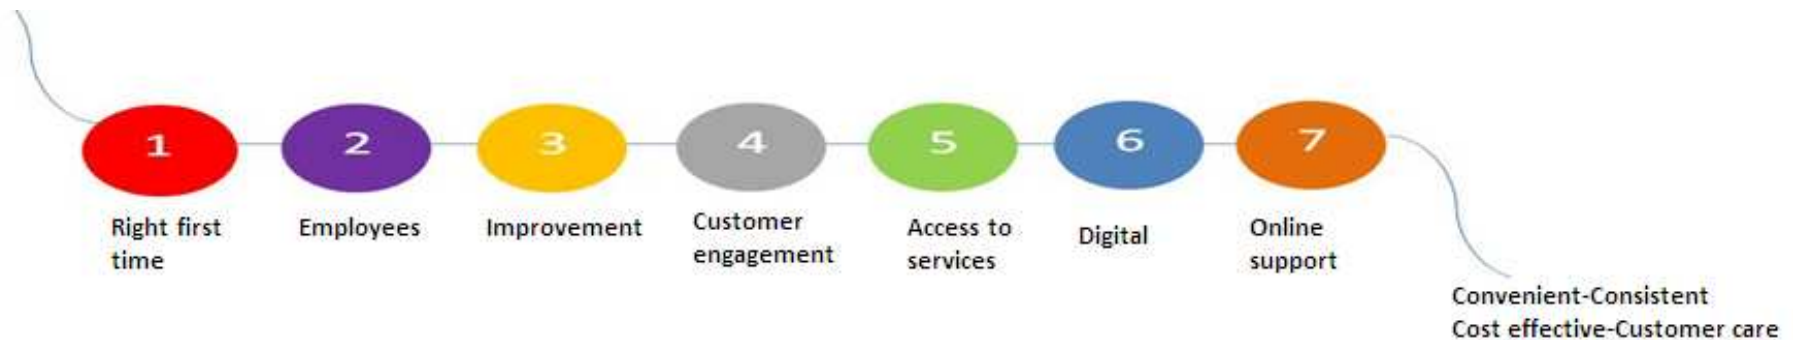 1
2
3
4
5
6
7
Right first
time
Employees
Improvement
Customer
engagement
Access to
services
Digital
Online
support
Convenient-Consistent
Cost effective-Customer care